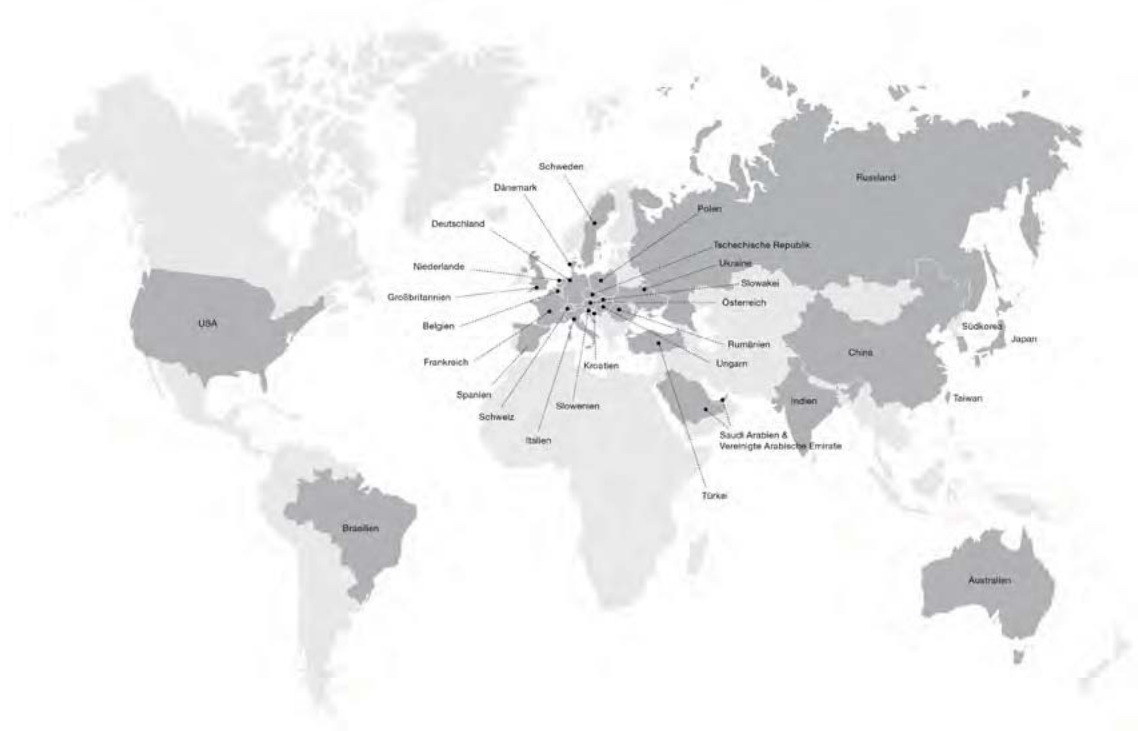 Schweden
Russland
Dänemark
Polen
Deutschland
Tschechische Republik
Ukraine
Niederlande
Slowakei
Großbritannien
Österreich
USA
Belgien
Südkorea
Japan
Rumänien
China
Frankreich
Ungarn
Kroatien
Spanien
Taiwan
Indien
Slowenien
Schweiz
Italien
Saudi Arabien &
Vereinigte Arabische Emirate
Türkei
Brasilien
Australien